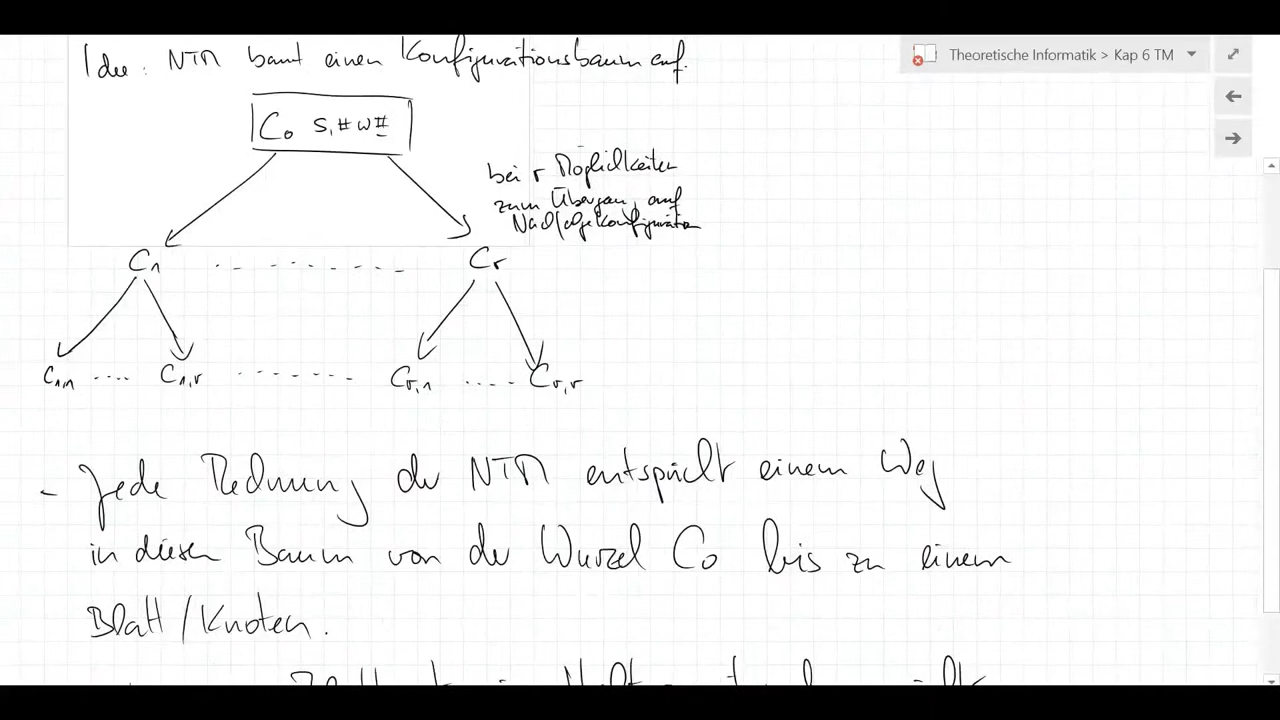 Idee: NTM baut einen Konfigurationsbaum auf.
Theoretische Informatik > Kap 6 TM
C₀ s, # w #
bei r Möglichkeiten
zum Übergang auf
Nachfolgekonfiguration
C₁ . . . . . . . . . . Cᵣ
C₁,₁ .... C₁,ᵣ ......... Cᵣ,₁ ..... Cᵣ,ᵣ
- Jede Rechnung der NTM entspricht einem Weg
in diesem Baum von der Wurzel C₀ bis zu einem
Blatt/Knoten.